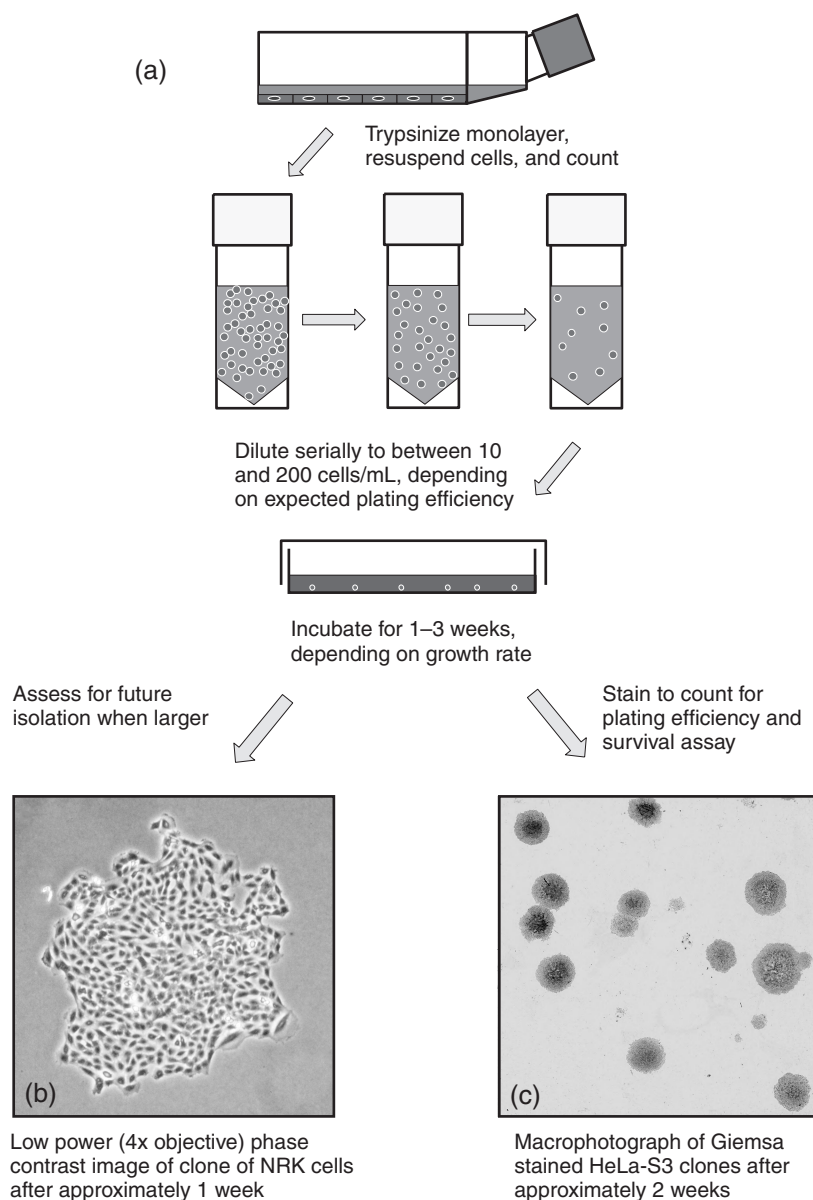 (a)
Trypsinize monolayer,
resuspend cells, and count
Dilute serially to between 10
and 200 cells/mL, depending
on expected plating efficiency
Incubate for 1–3 weeks,
depending on growth rate
Assess for future
isolation when larger
Stain to count for
plating efficiency and
survival assay
(b)
(c)
Low power (4x objective) phase
contrast image of clone of NRK cells
after approximately 1 week
Macrophotograph of Giemsa
stained HeLa-S3 clones after
approximately 2 weeks